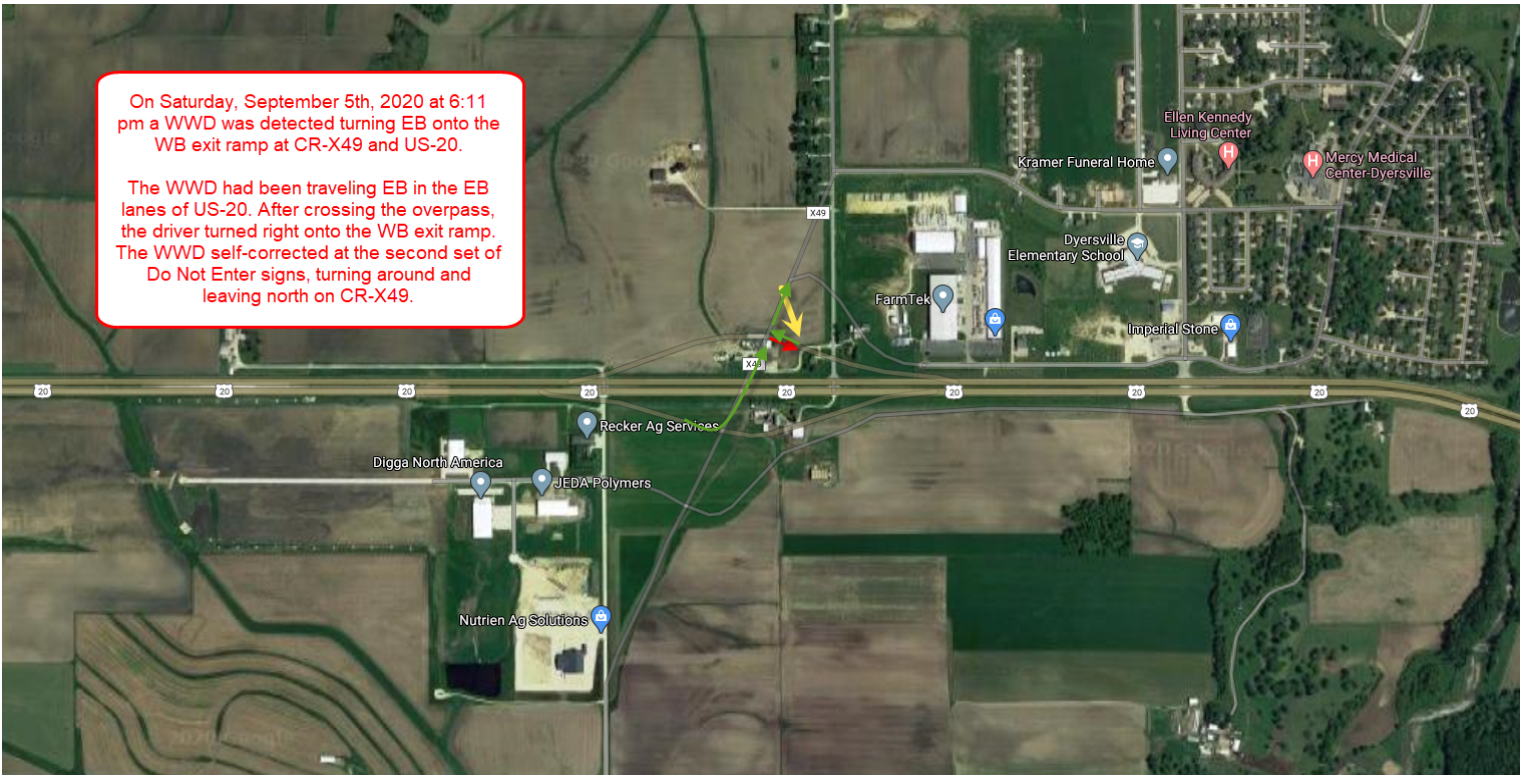 On Saturday, September 5th, 2020 at 6:11
pm a WWD was detected turning EB onto the
WB exit ramp at CR-X49 and US-20.
The WWD had been traveling EB in the EB
lanes of US-20. After crossing the overpass,
the driver turned right onto the WB exit ramp.
The WWD self-corrected at the second set of
Do Not Enter signs, turning around and
leaving north on CR-X49.
Ellen Kennedy
Living Center
Kramer Funeral Home
Mercy Medical
Center-Dyersville
X49
Dyersville
Elementary School
FarmTek
Imperial Stone
X49
20
20
20
20
20
20
20
20
20
Recker Ag Services
Digga North America
JEDA Polymers
Nutrien Ag Solutions
2020 Google